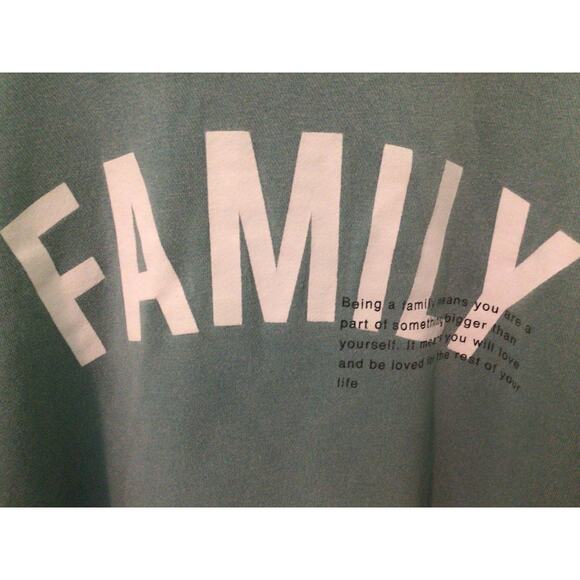 FAMILY
Being a family means you are a
part of something bigger than
yourself. It means you will love
and be loved for the rest of your
life